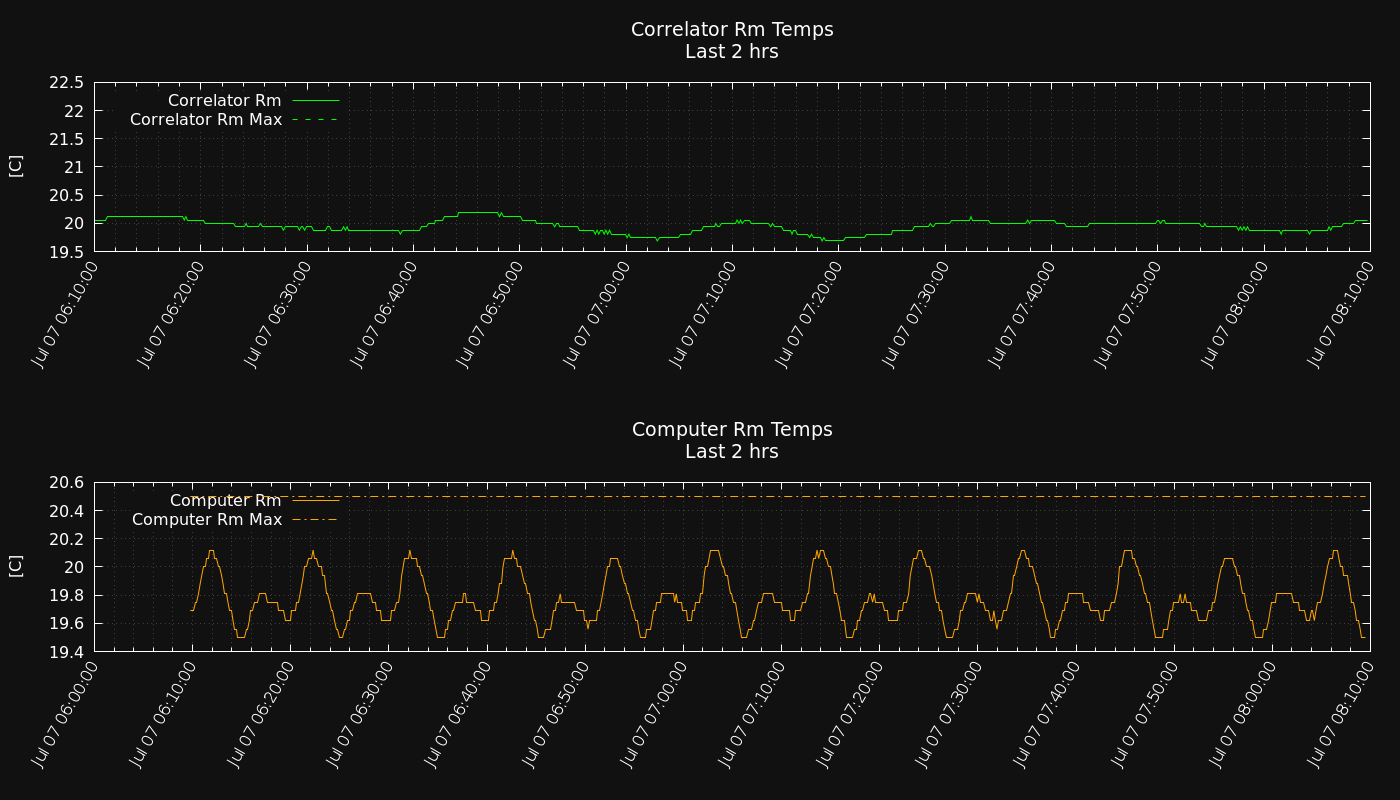 Correlator Rm Temps
Last 2 hrs
22.5
22
21.5
21
20.5
20
19.5
[C]
Correlator Rm
Correlator Rm Max
Jul 07 06:10:00
Jul 07 06:20:00
Jul 07 06:30:00
Jul 07 06:40:00
Jul 07 06:50:00
Jul 07 07:00:00
Jul 07 07:10:00
Jul 07 07:20:00
Jul 07 07:30:00
Jul 07 07:40:00
Jul 07 07:50:00
Jul 07 08:00:00
Jul 07 08:10:00
Computer Rm Temps
Last 2 hrs
20.6
20.4
20.2
20
19.8
19.6
19.4
[C]
Computer Rm
Computer Rm Max
Jul 07 06:00:00
Jul 07 06:10:00
Jul 07 06:20:00
Jul 07 06:30:00
Jul 07 06:40:00
Jul 07 06:50:00
Jul 07 07:00:00
Jul 07 07:10:00
Jul 07 07:20:00
Jul 07 07:30:00
Jul 07 07:40:00
Jul 07 07:50:00
Jul 07 08:00:00
Jul 07 08:10:00